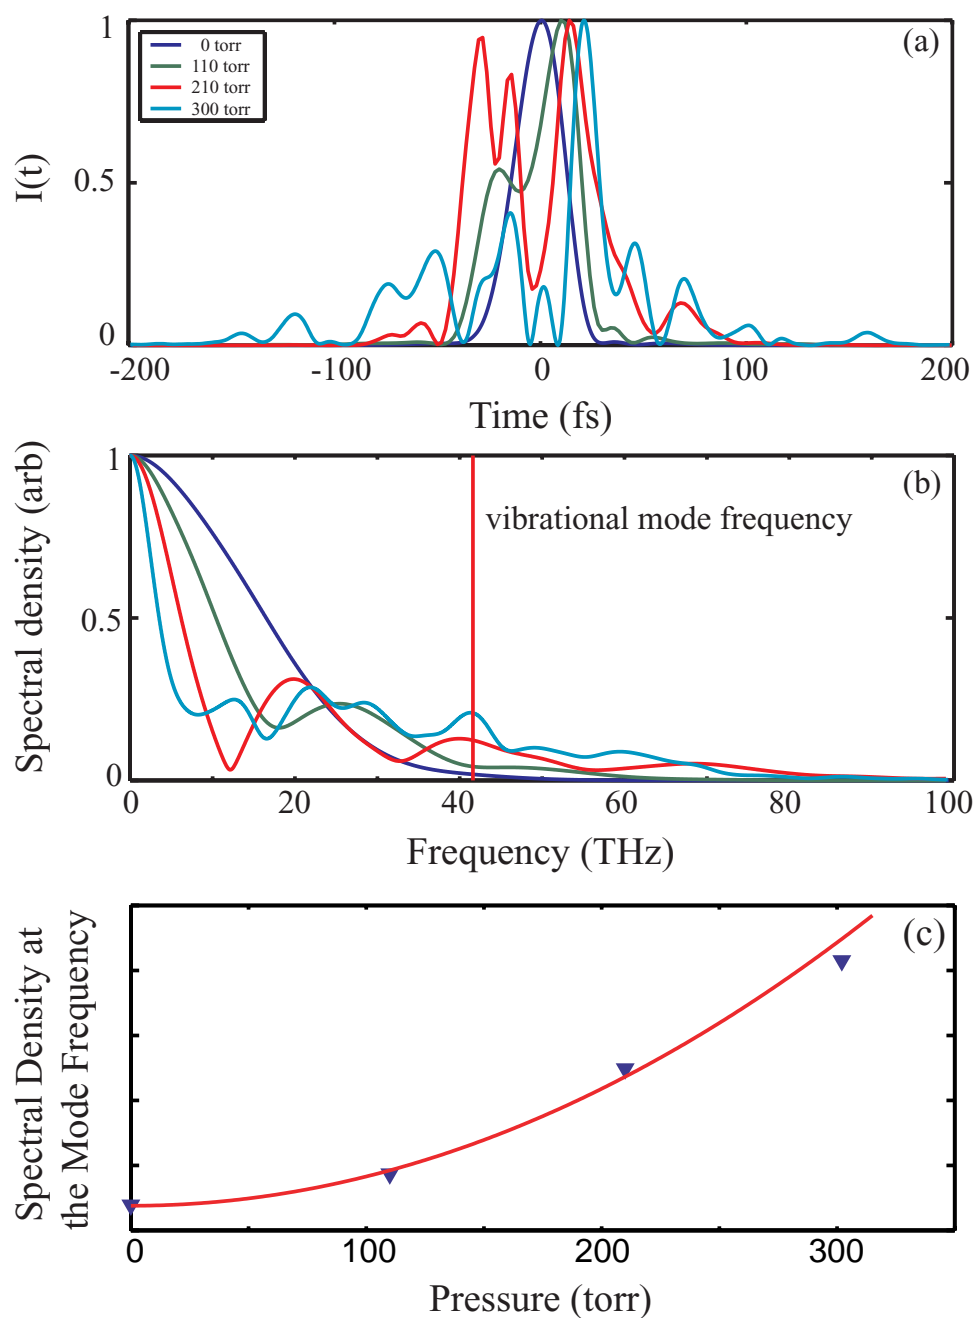 (a)
0 torr
110 torr
210 torr
300 torr
I(t)
1
0.5
0
-200 -100 0 100 200
Time (fs)
(b)
vibrational mode frequency
Spectral density (arb)
1
0.5
0
0 20 40 60 80 100
Frequency (THz)
(c)
Spectral Density at
the Mode Frequency
0 100 200 300
Pressure (torr)